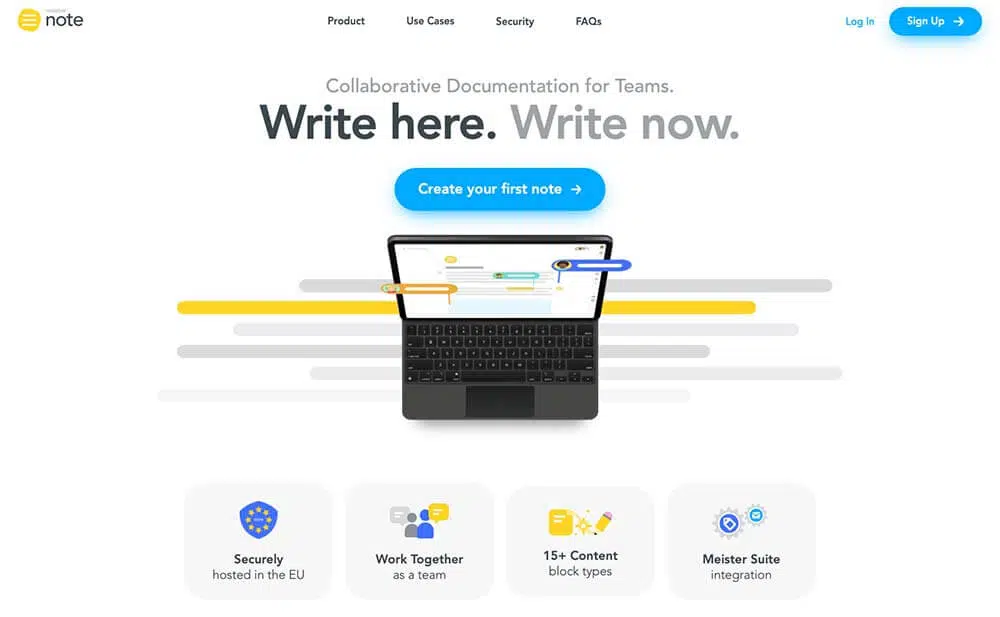 note
Product
Use Cases
Security
FAQs
Log In
Sign Up →
Collaborative Documentation for Teams.
Write here. Write now.
Create your first note →
Securely
hosted in the EU
Work Together
as a team
15+ Content
block types
Meister Suite
integration